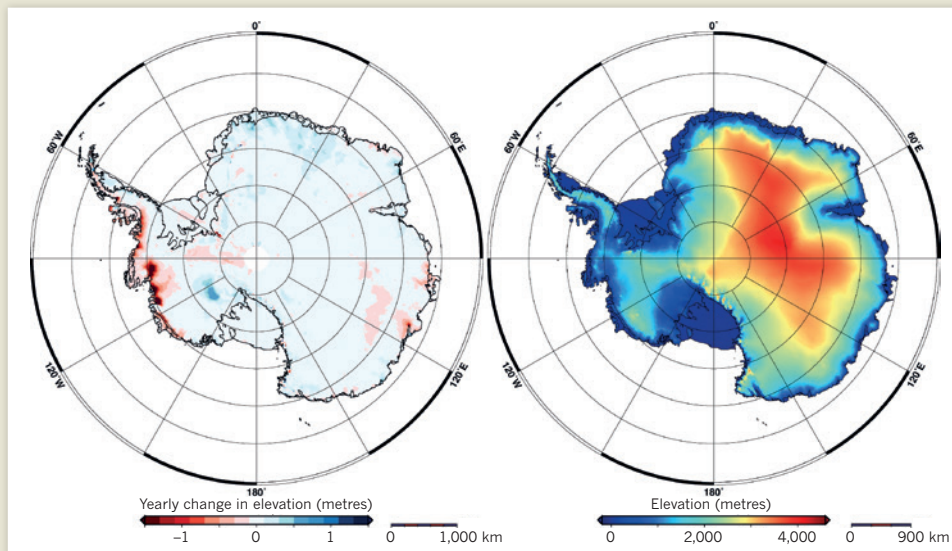 0°
0°
60°W
60°E
60°W
60°E
120°W
120°E
120°W
120°E
180°
180°
Yearly change in elevation (metres)
Elevation (metres)
−1 0 1 0 1,000 km
0 2,000 4,000 0 900 km